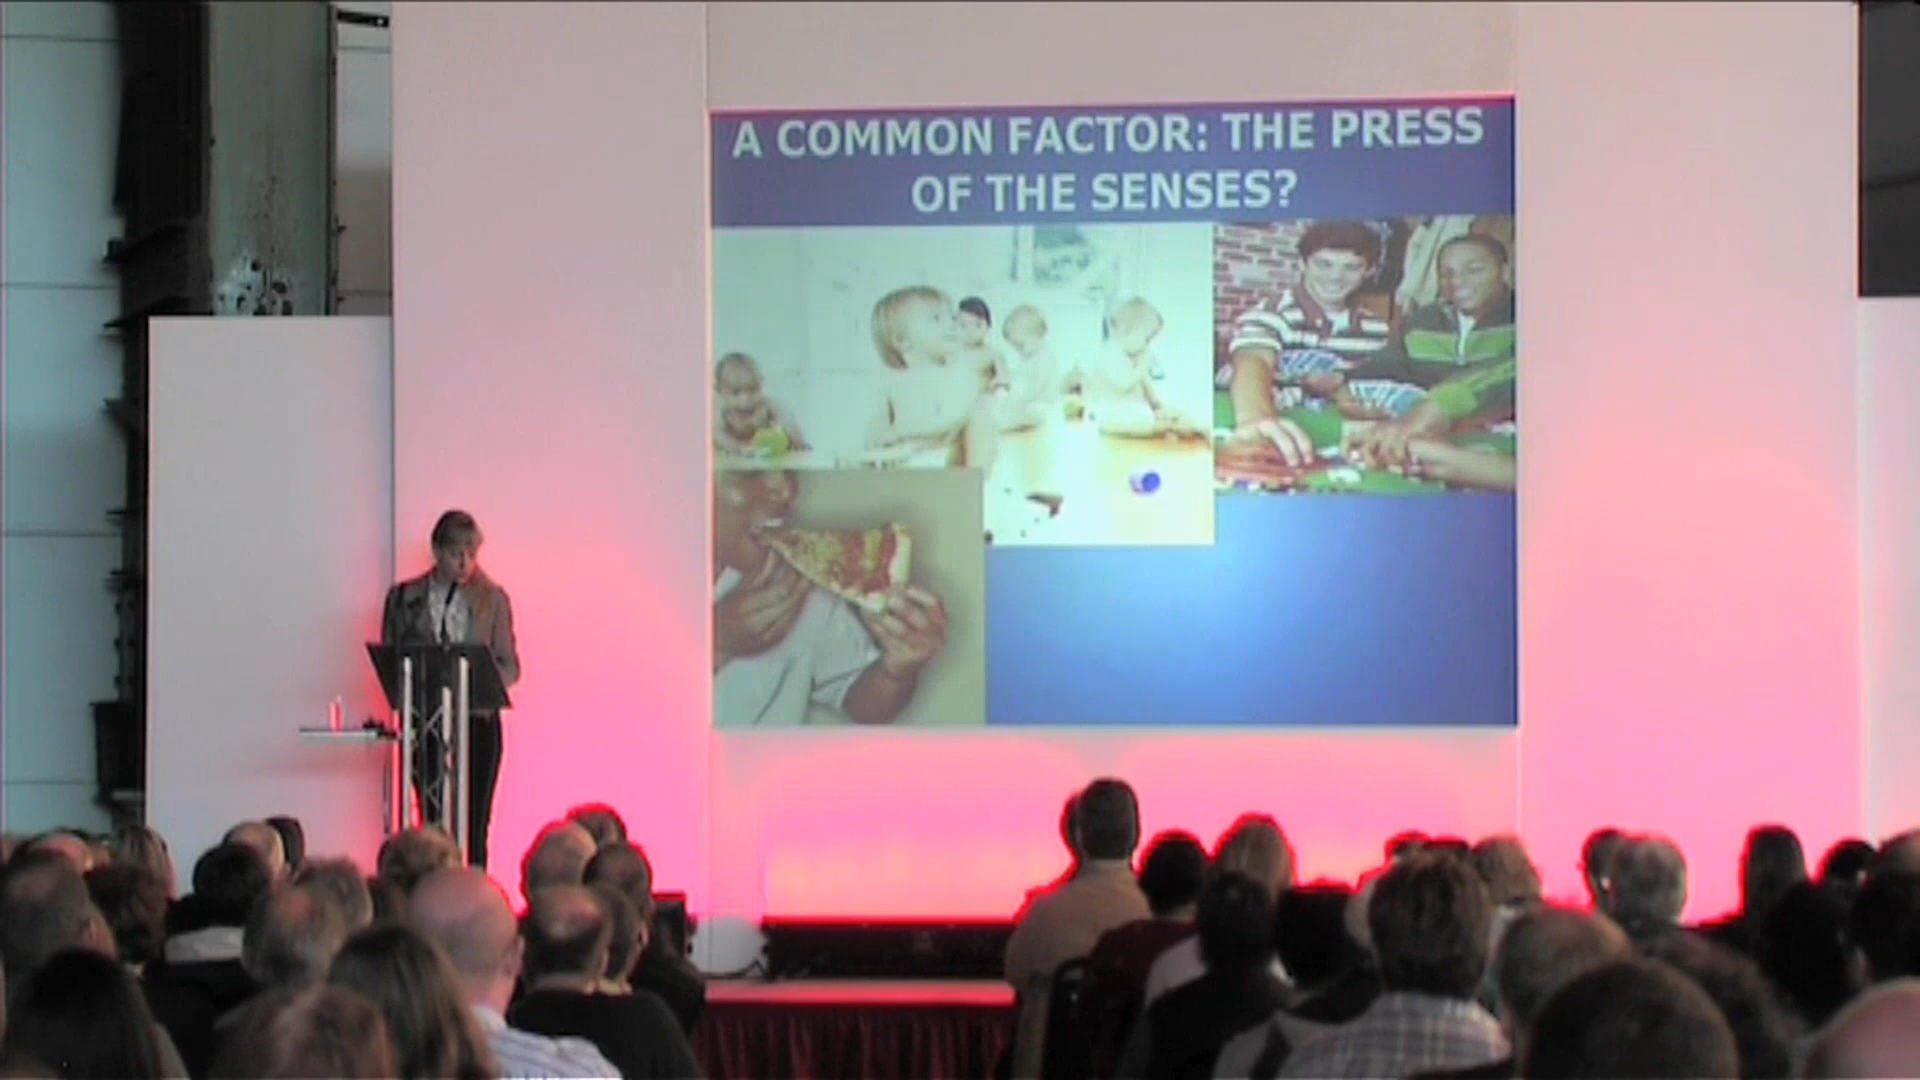 A COMMON FACTOR: THE PRESS
OF THE SENSES?